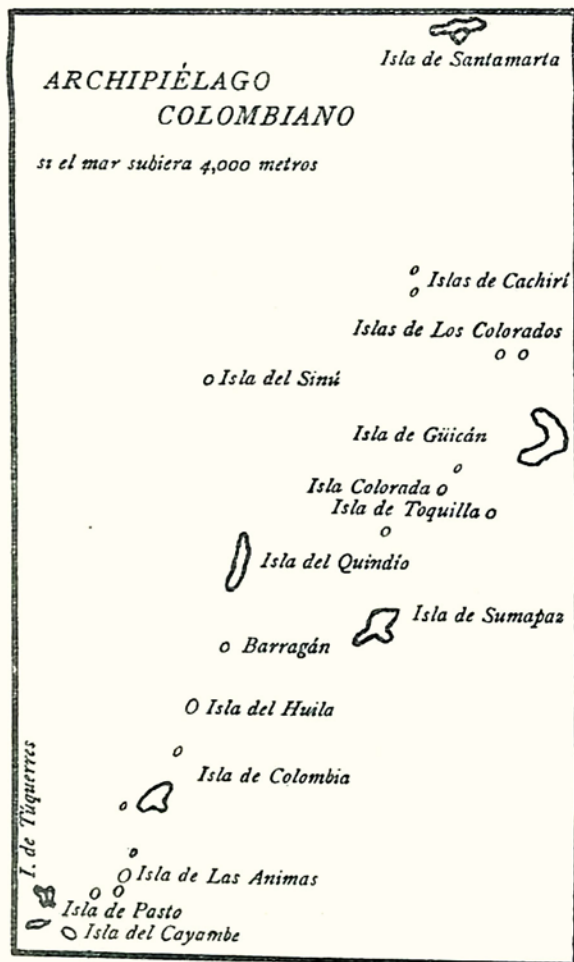 Isla de Santamarta
ARCHIPIÉLAGO
COLOMBIANO
si el mar subiera 4,000 metros
Islas de Cachirí
Islas de Los Colorados
Isla del Sinú
Isla de Güicán
Isla Colorada
Isla de Toquilla
Isla del Quindío
Isla de Sumapaz
Barragán
Isla del Huila
Isla de Colombia
I. de Túquerres
Isla de Las Animas
Isla de Pasto
Isla del Cayambe